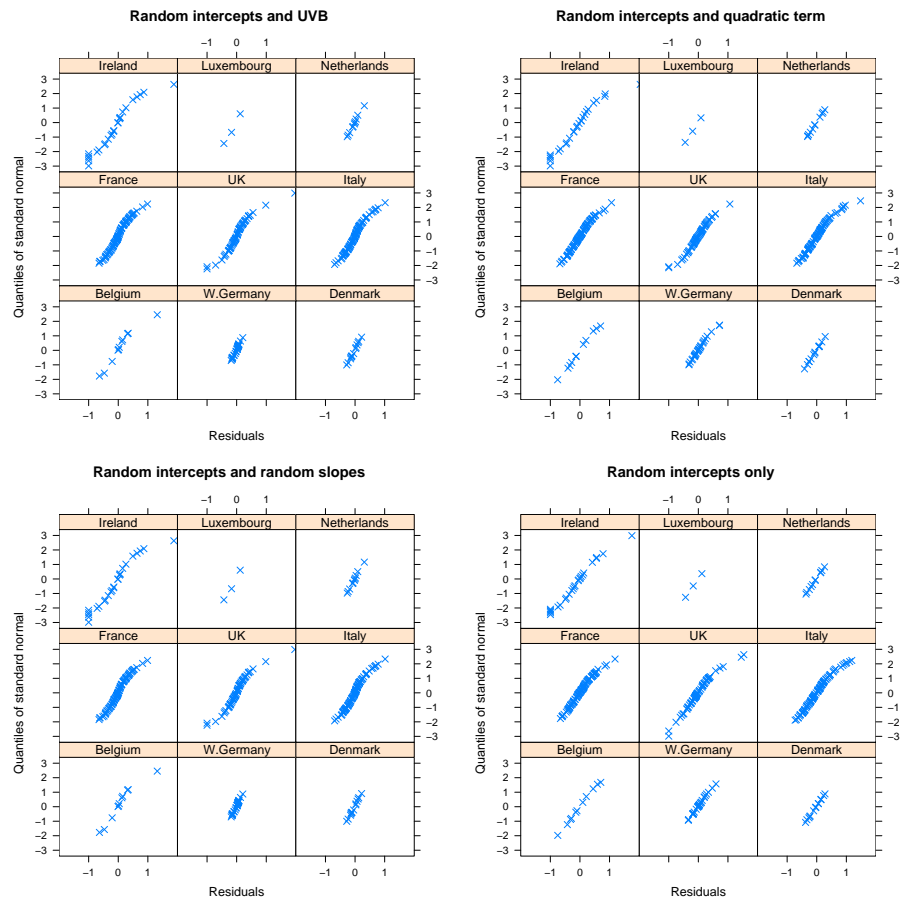 Random intercepts and UVB
−1 0 1
Ireland Luxembourg Netherlands
3
2
1
0
−1
−2
−3
France UK Italy
3
2
1
0
−1
−2
−3
Belgium W.Germany Denmark
3
2
1
0
−1
−2
−3
−1 0 1 −1 0 1
Residuals
Quantiles of standard normal
Random intercepts and quadratic term
−1 0 1
Ireland Luxembourg Netherlands
3
2
1
0
−1
−2
−3
France UK Italy
3
2
1
0
−1
−2
−3
Belgium W.Germany Denmark
3
2
1
0
−1
−2
−3
−1 0 1 −1 0 1
Residuals
Quantiles of standard normal
Random intercepts and random slopes
−1 0 1
Ireland Luxembourg Netherlands
3
2
1
0
−1
−2
−3
France UK Italy
3
2
1
0
−1
−2
−3
Belgium W.Germany Denmark
3
2
1
0
−1
−2
−3
−1 0 1 −1 0 1
Residuals
Quantiles of standard normal
Random intercepts only
−1 0 1
Ireland Luxembourg Netherlands
3
2
1
0
−1
−2
−3
France UK Italy
3
2
1
0
−1
−2
−3
Belgium W.Germany Denmark
3
2
1
0
−1
−2
−3
−1 0 1 −1 0 1
Residuals
Quantiles of standard normal